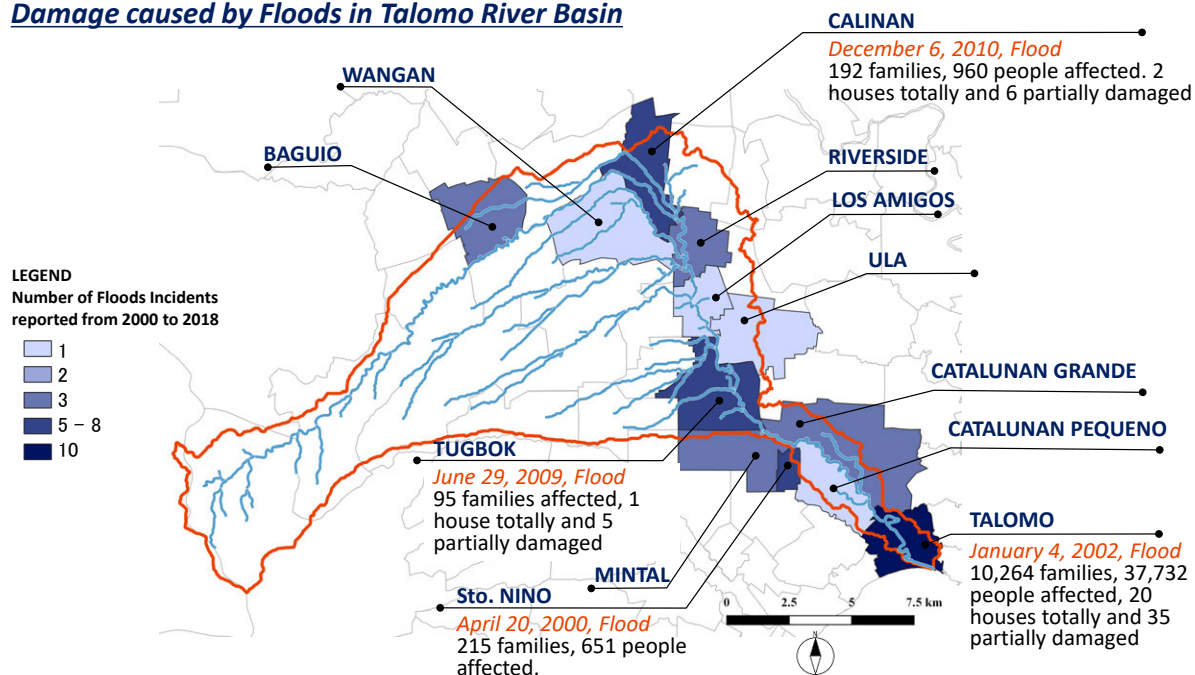 Damage caused by Floods in Talomo River Basin
CALINAN
December 6, 2010, Flood
192 families, 960 people affected. 2
houses totally and 6 partially damaged
WANGAN
BAGUIO
RIVERSIDE
LOS AMIGOS
ULA
LEGEND
Number of Floods Incidents
reported from 2000 to 2018
1
2
3
5 – 8
10
CATALUNAN GRANDE
CATALUNAN PEQUENO
TUGBOK
June 29, 2009, Flood
95 families affected, 1
house totally and 5
partially damaged
TALOMO
January 4, 2002, Flood
10,264 families, 37,732
people affected, 20
houses totally and 35
partially damaged
MINTAL
Sto. NINO
April 20, 2000, Flood
215 families, 651 people
affected.
0 2.5 5 7.5 km
N